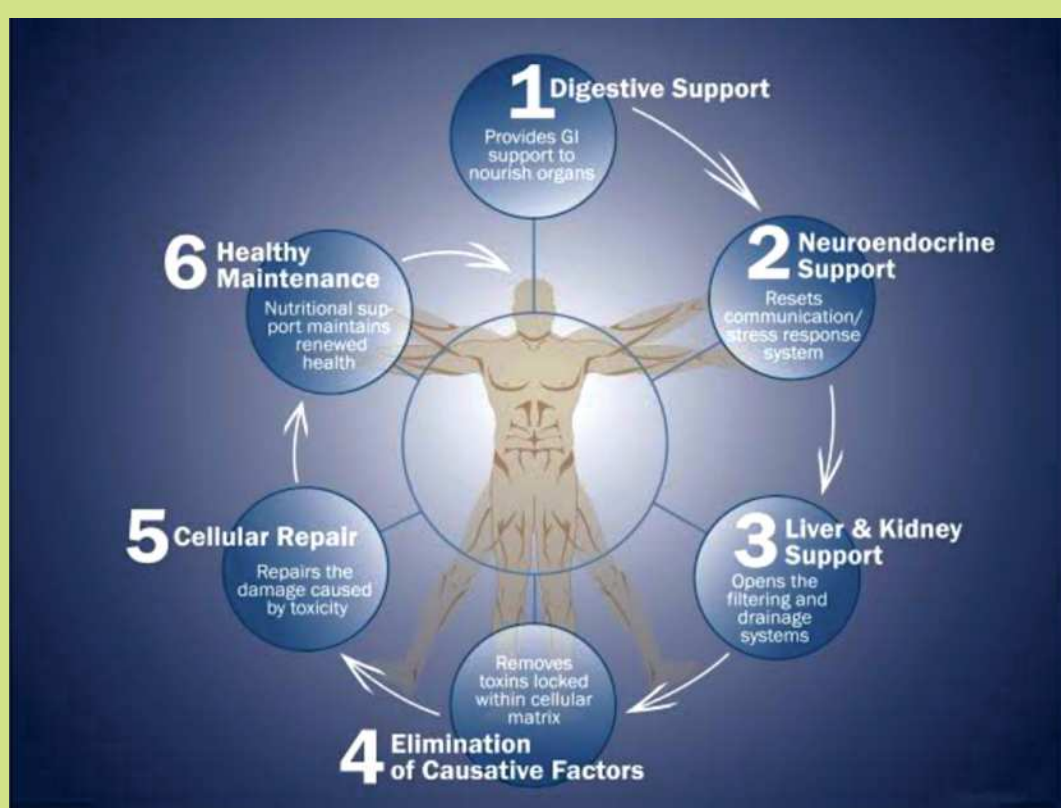 1 Digestive Support
Provides GI
support to
nourish organs
2 Neuroendocrine
Support
Resets
communication/
stress response
system
3 Liver & Kidney
Support
Opens the
filtering and
drainage
systems
Removes
toxins locked
within cellular
matrix
4 Elimination
of Causative Factors
5 Cellular Repair
Repairs the
damage caused
by toxicity
6 Healthy
Maintenance
Nutritional sup-
port maintains
renewed
health